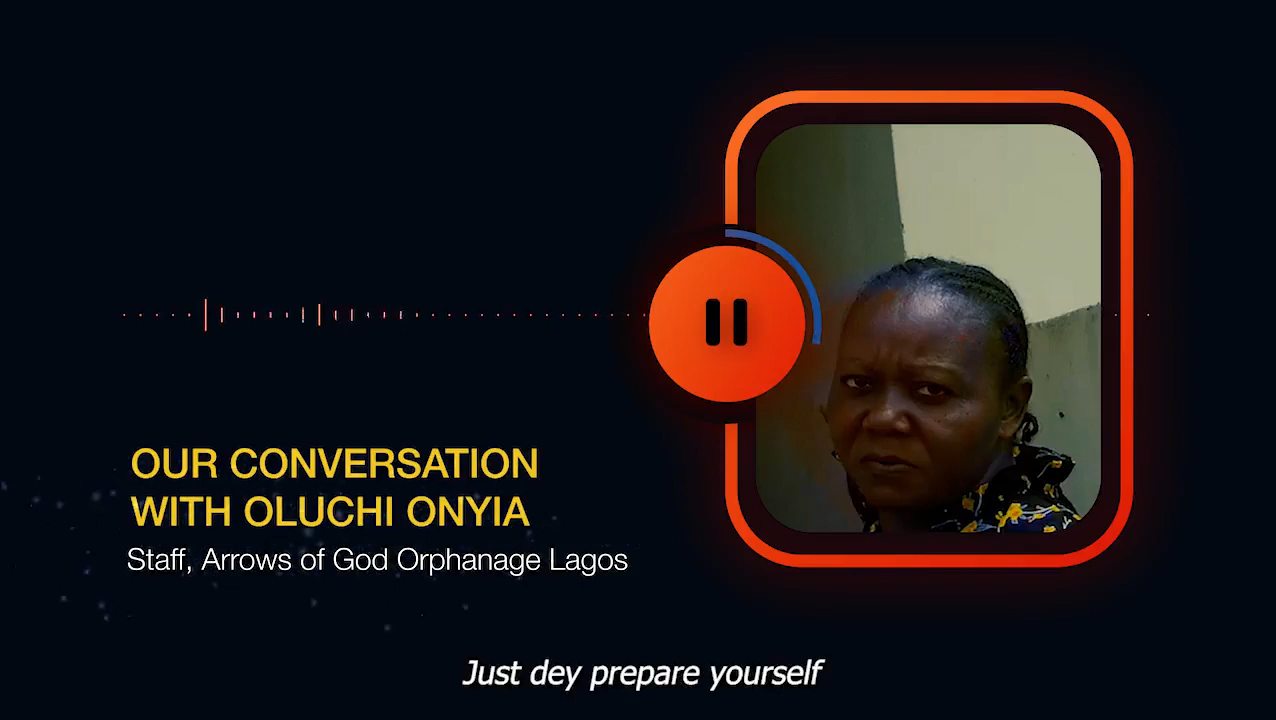 OUR CONVERSATION
WITH OLUCHI ONYIA
Staff, Arrows of God Orphanage Lagos
Just dey prepare yourself